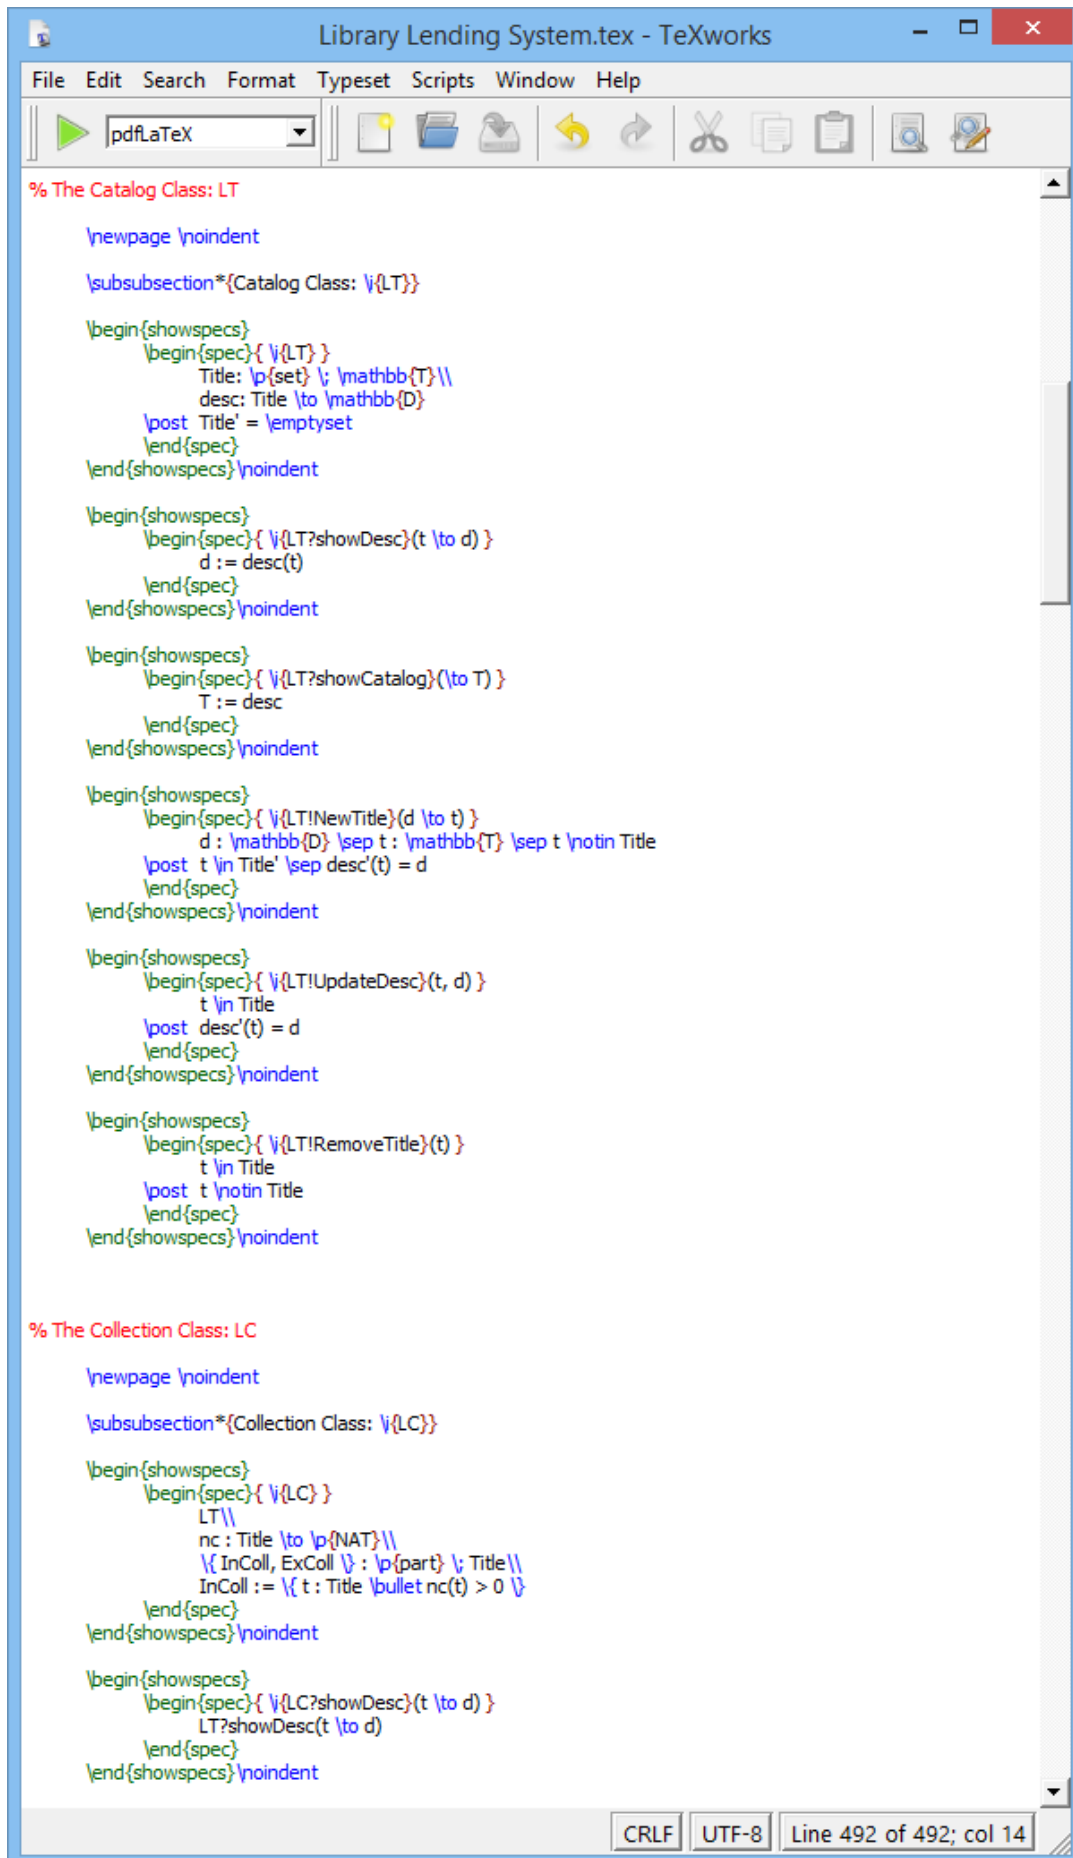 Library Lending System.tex - TeXworks
File Edit Search Format Typeset Scripts Window Help
pdfLaTeX
% The Catalog Class: LT
\newpage \noindent
\subsubsection*{Catalog Class: \i{LT}}
\begin{showspecs}
\begin{spec}{ \i{LT} }
Title: \p{set} \; \mathbb{T}\\
desc: Title \to \mathbb{D}
\post Title' = \emptyset
\end{spec}
\end{showspecs}\noindent
\begin{showspecs}
\begin{spec}{ \i{LT?showDesc}(t \to d) }
d := desc(t)
\end{spec}
\end{showspecs}\noindent
\begin{showspecs}
\begin{spec}{ \i{LT?showCatalog}(\to T) }
T := desc
\end{spec}
\end{showspecs}\noindent
\begin{showspecs}
\begin{spec}{ \i{LT!NewTitle}(d \to t) }
d : \mathbb{D} \sep t : \mathbb{T} \sep t \notin Title
\post t \in Title' \sep desc'(t) = d
\end{spec}
\end{showspecs}\noindent
\begin{showspecs}
\begin{spec}{ \i{LT!UpdateDesc}(t, d) }
t \in Title
\post desc'(t) = d
\end{spec}
\end{showspecs}\noindent
\begin{showspecs}
\begin{spec}{ \i{LT!RemoveTitle}(t) }
t \in Title
\post t \notin Title
\end{spec}
\end{showspecs}\noindent
% The Collection Class: LC
\newpage \noindent
\subsubsection*{Collection Class: \i{LC}}
\begin{showspecs}
\begin{spec}{ \i{LC} }
LT\\
nc : Title \to \p{NAT}\\
\{ InColl, ExColl \} : \p{part} \; Title\\
InColl := \{ t : Title \bullet nc(t) > 0 \}
\end{spec}
\end{showspecs}\noindent
\begin{showspecs}
\begin{spec}{ \i{LC?showDesc}(t \to d) }
LT?showDesc(t \to d)
\end{spec}
\end{showspecs}\noindent
CRLF UTF-8 Line 492 of 492; col 14